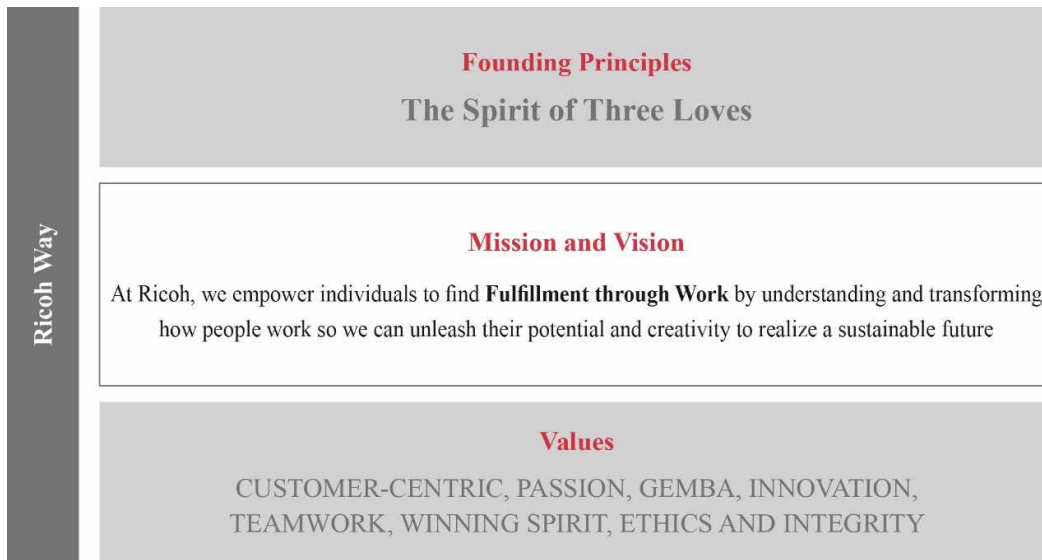 Ricoh Way
Founding Principles
The Spirit of Three Loves
Mission and Vision
At Ricoh, we empower individuals to find Fulfillment through Work by understanding and transforming
how people work so we can unleash their potential and creativity to realize a sustainable future
Values
CUSTOMER-CENTRIC, PASSION, GEMBA, INNOVATION,
TEAMWORK, WINNING SPIRIT, ETHICS AND INTEGRITY